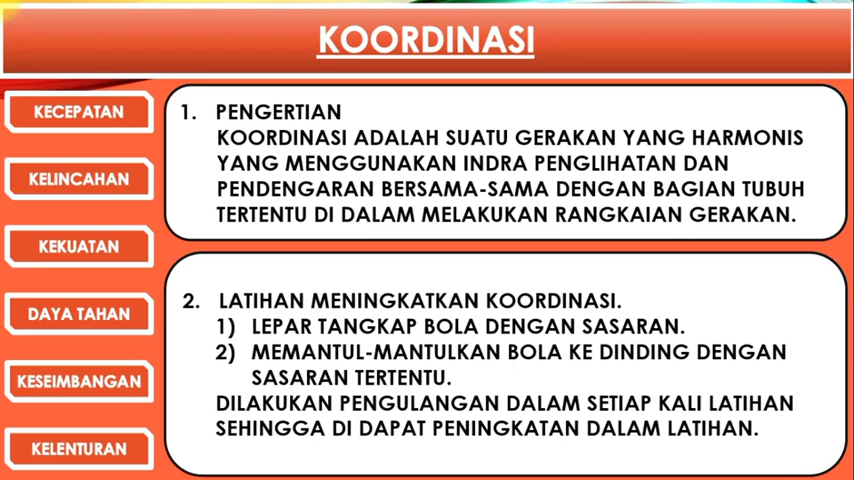 KOORDINASI
KECEPATAN
KELINCAHAN
KEKUATAN
DAYA TAHAN
KESEIMBANGAN
KELENTURAN
1. PENGERTIAN
KOORDINASI ADALAH SUATU GERAKAN YANG HARMONIS
YANG MENGGUNAKAN INDRA PENGLIHATAN DAN
PENDENGARAN BERSAMA-SAMA DENGAN BAGIAN TUBUH
TERTENTU DI DALAM MELAKUKAN RANGKAIAN GERAKAN.
2. LATIHAN MENINGKATKAN KOORDINASI.
1) LEPAR TANGKAP BOLA DENGAN SASARAN.
2) MEMANTUL-MANTULKAN BOLA KE DINDING DENGAN
SASARAN TERTENTU.
DILAKUKAN PENGULANGAN DALAM SETIAP KALI LATIHAN
SEHINGGA DI DAPAT PENINGKATAN DALAM LATIHAN.